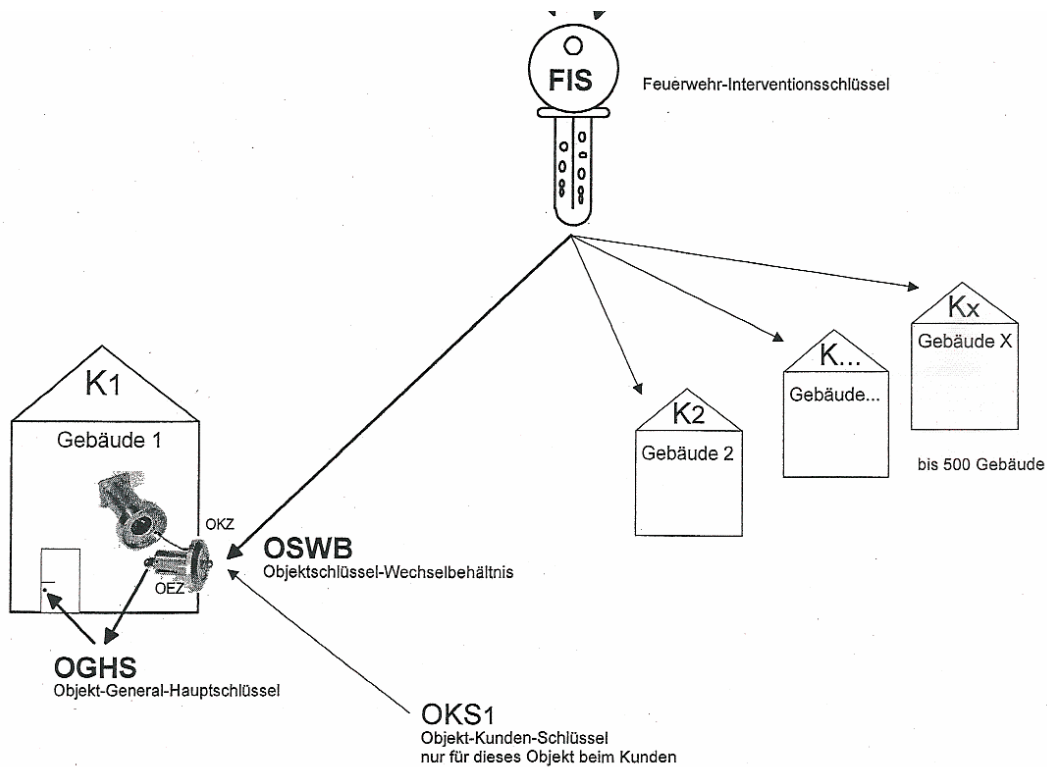 FIS
Feuerwehr-Interventionsschlüssel
Kx
Gebäude X
K...
Gebäude...
K2
Gebäude 2
bis 500 Gebäude
K1
Gebäude 1
OKZ
OEZ
OSWB
Objektschlüssel-Wechselbehältnis
OGHS
Objekt-General-Hauptschlüssel
OKS1
Objekt-Kunden-Schlüssel
nur für dieses Objekt beim Kunden